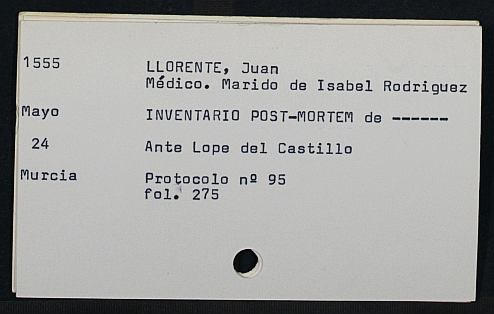 1555 LLORENTE, Juan
Médico. Marido de Isabel Rodriguez
Mayo INVENTARIO POST-MORTEM de ------
24 Ante Lope del Castillo
Murcia Protocolo nº 95
fol. 275